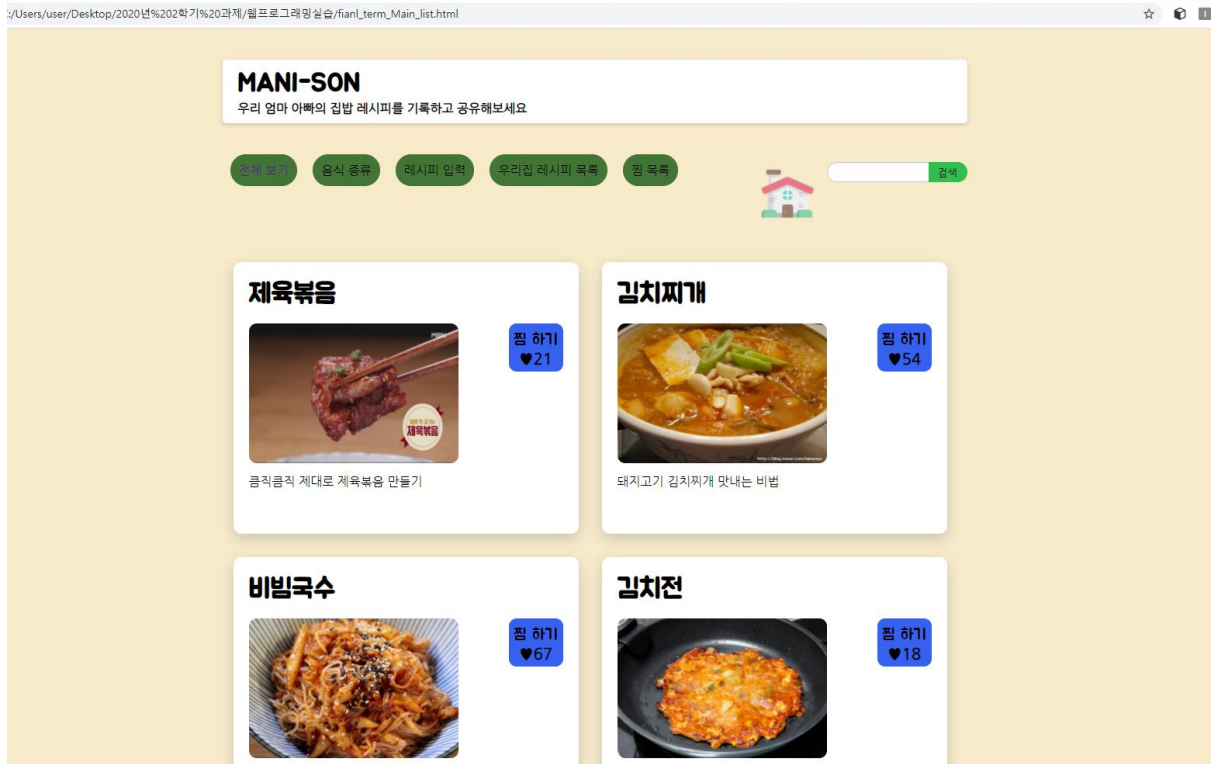 :/Users/user/Desktop/2020년%202학기%20과제/웹프로그래밍실습/fianl_term_Main_list.html
MANI-SON
우리 엄마 아빠의 집밥 레시피를 기록하고 공유해보세요
전체 보기
음식 종류
레시피 입력
우리집 레시피 목록
찜 목록
검색
제육볶음
찜 하기
♥21
제육볶음
큼직큼직 제대로 제육볶음 만들기
김치찌개
찜 하기
♥54
돼지고기 김치찌개 맛내는 비법
비빔국수
찜 하기
♥67
김치전
찜 하기
♥18